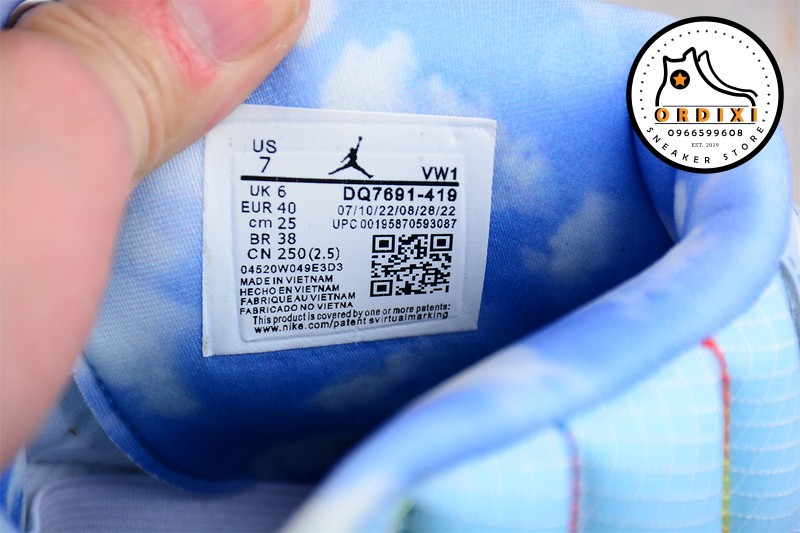 US
7
VW1
UK 6
DQ7691-419
EUR 40
07/10/22/08/28/22
cm 25
UPC 00195870593087
BR 38
CN 250(2.5)
04520W049E3D3
MADE IN VIETNAM
HECHO EN VIETNAM
FABRIQUE AU VIETNAM
FABRICADO NO VIETNA
This product is covered by one or more patents:
www.nike.com/patent svirtualmarking
ORDIXI
0966599608
EST. 2019
SNEAKER STORE